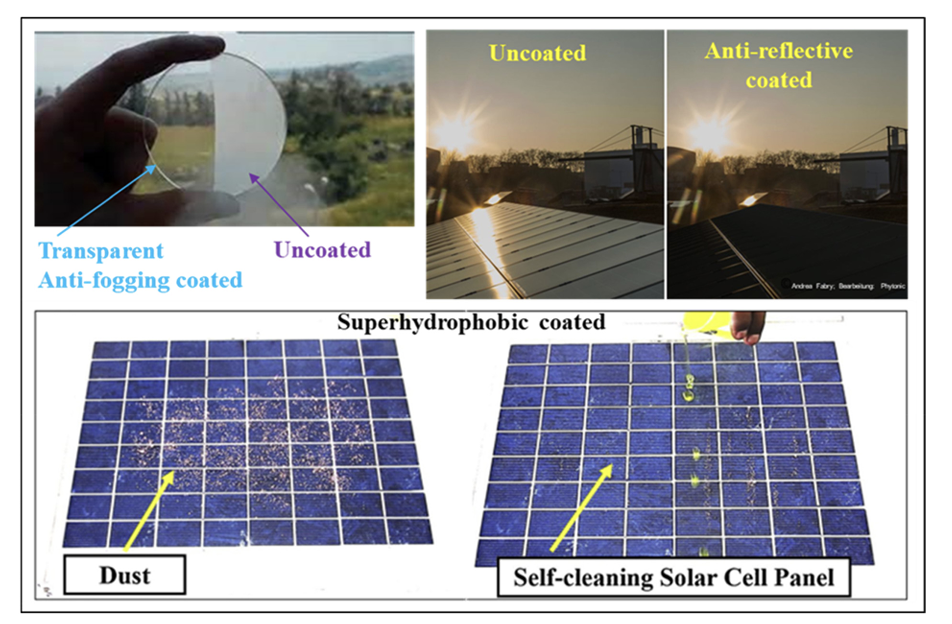 Uncoated
Anti-reflective
coated
Transparent
Anti-fogging coated
Uncoated
Andrea Fabry; Bearbeitung: Phytonic
Superhydrophobic coated
Dust
Self-cleaning Solar Cell Panel